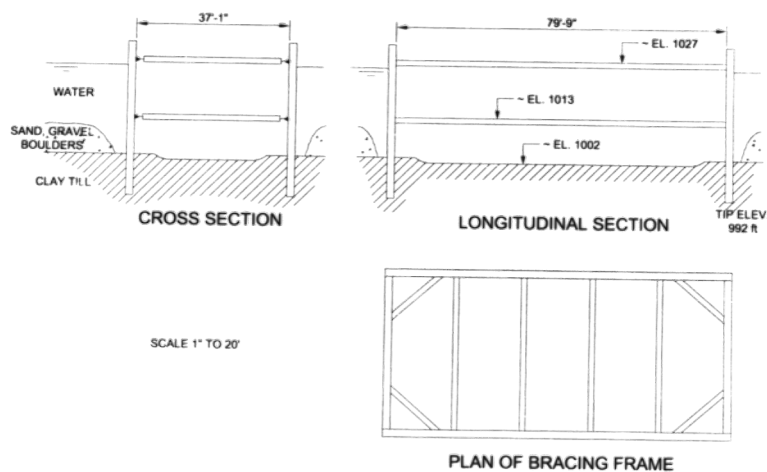 37'-1"
79'-9"
~ EL. 1027
WATER
~ EL. 1013
SAND, GRAVEL
BOULDERS
~ EL. 1002
CLAY TILL
CROSS SECTION
LONGITUDINAL SECTION
TIP ELEV
992 ft
SCALE 1" TO 20'
PLAN OF BRACING FRAME